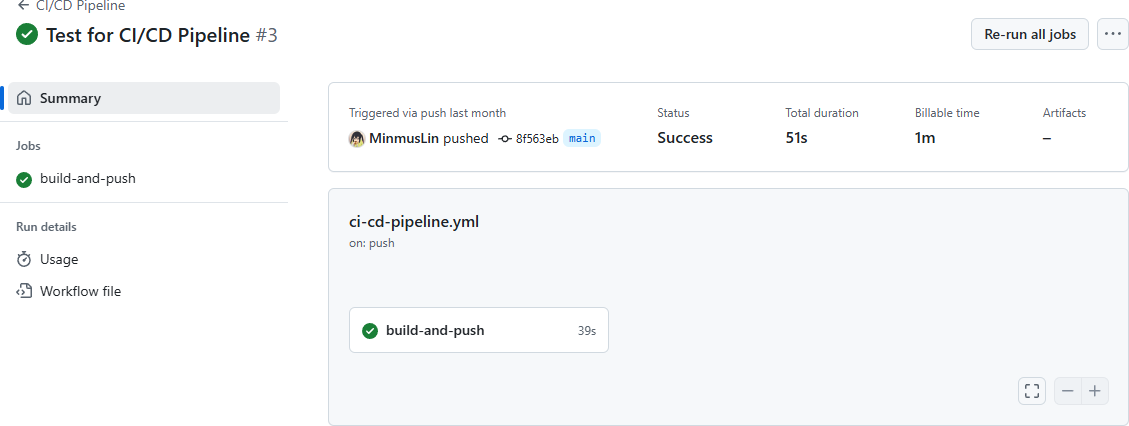 CI/CD Pipeline
Test for CI/CD Pipeline #3
Re-run all jobs
Summary
Jobs
build-and-push
Run details
Usage
Workflow file
Triggered via push last month
MinmusLin pushed 8f563eb main
Status
Success
Total duration
51s
Billable time
1m
Artifacts
–
ci-cd-pipeline.yml
on: push
build-and-push 39s